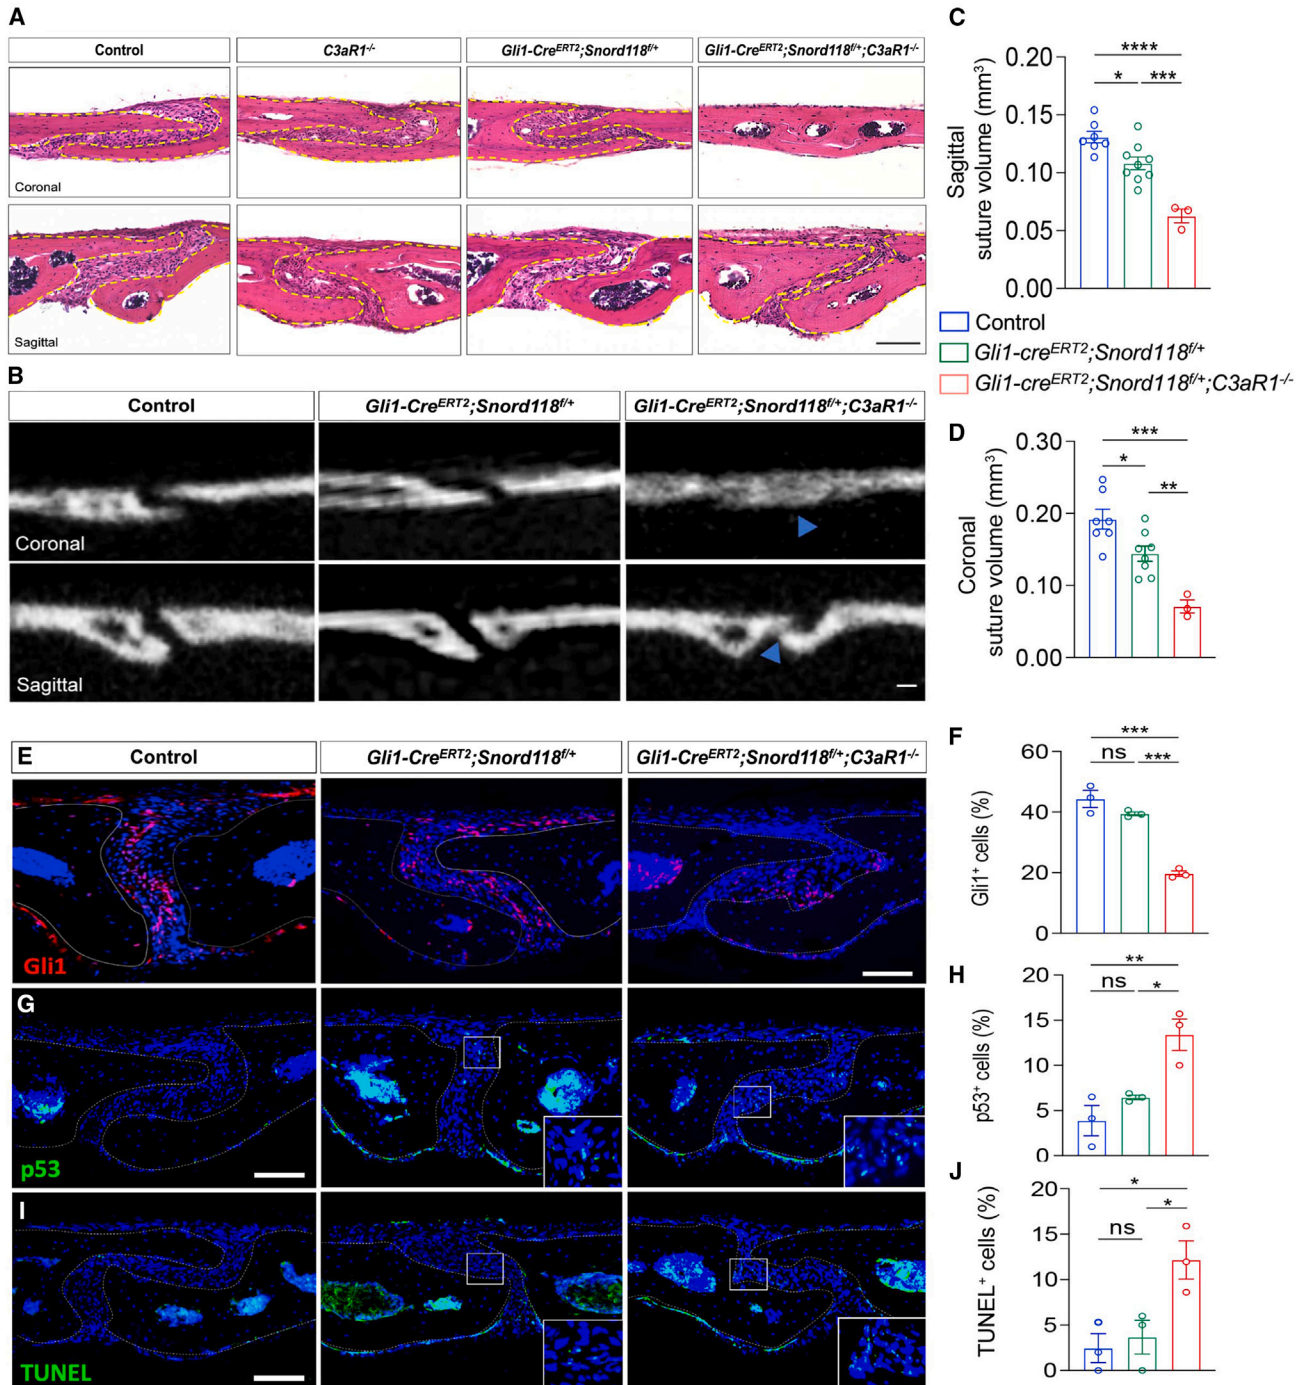 A
Control
C3aR1-/-
Gli1-CreERT2;Snord118f/+
Gli1-CreERT2;Snord118f/+;C3aR1-/-
Coronal
Sagittal
B
Control
Gli1-CreERT2;Snord118f/+
Gli1-CreERT2;Snord118f/+;C3aR1-/-
Coronal
Sagittal
C
Sagittal
suture volume (mm3)
0.20
0.15
0.10
0.05
0.00
****
* ***
Control
Gli1-creERT2;Snord118f/+
Gli1-creERT2;Snord118f/+;C3aR1-/-
D
Coronal
suture volume (mm3)
0.30
0.20
0.10
0.00
***
*
**
E
Control
Gli1-CreERT2;Snord118f/+
Gli1-CreERT2;Snord118f/+;C3aR1-/-
Gli1
F
Gli1+ cells (%)
60
40
20
0
***
ns ***
G
p53
H
p53+ cells (%)
20
15
10
5
0
**
ns *
I
TUNEL
J
TUNEL+ cells (%)
20
15
10
5
0
*
*
ns